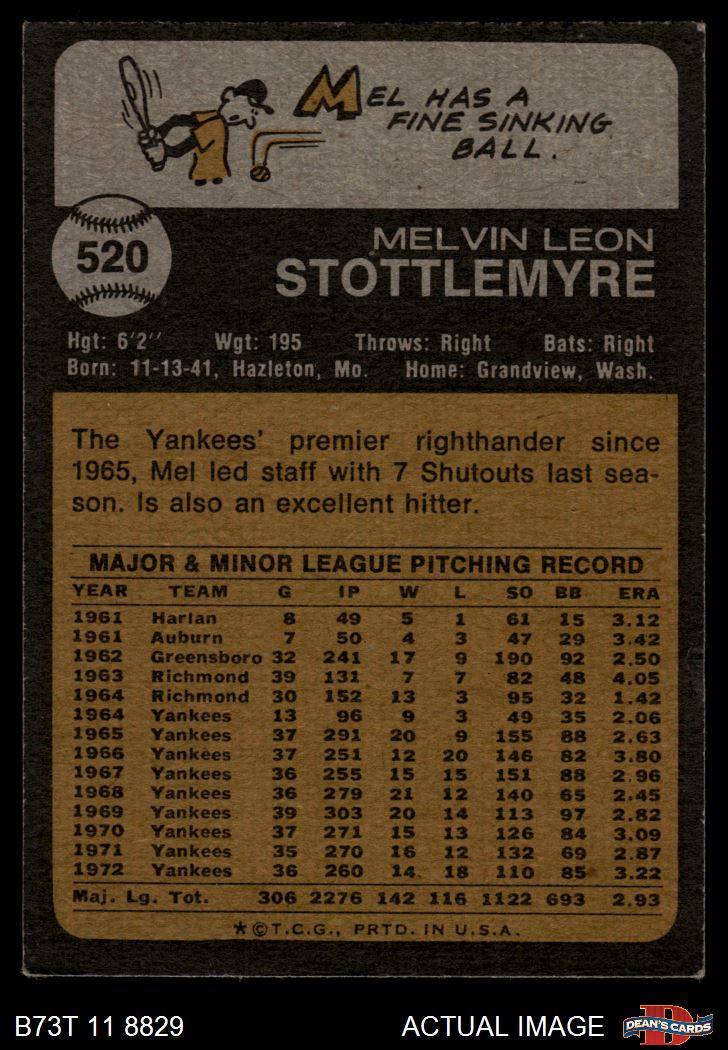 MEL HAS A
FINE SINKING
BALL.
520
MELVIN LEON
STOTTLEMYRE
Hgt: 6'2'' Wgt: 195 Throws: Right Bats: Right
Born: 11-13-41, Hazleton, Mo. Home: Grandview, Wash.
The Yankees' premier righthander since
1965, Mel led staff with 7 Shutouts last sea-
son. Is also an excellent hitter.
MAJOR & MINOR LEAGUE PITCHING RECORD
YEAR TEAM G IP W L SO BB ERA
1961 Harlan 8 49 5 1 61 15 3.12
1961 Auburn 7 50 4 3 47 29 3.42
1962 Greensboro 32 241 17 9 190 92 2.50
1963 Richmond 39 131 7 7 82 48 4.05
1964 Richmond 30 152 13 3 95 32 1.42
1964 Yankees 13 96 9 3 49 35 2.06
1965 Yankees 37 291 20 9 155 88 2.63
1966 Yankees 37 251 12 20 146 82 3.80
1967 Yankees 36 255 15 15 151 88 2.96
1968 Yankees 36 279 21 12 140 65 2.45
1969 Yankees 39 303 20 14 113 97 2.82
1970 Yankees 37 271 15 13 126 84 3.09
1971 Yankees 35 270 16 12 132 69 2.87
1972 Yankees 36 260 14 18 110 85 3.22
Maj. Lg. Tot. 306 2276 142 116 1122 693 2.93
*©T.C.G., PRTD. IN U.S.A.
B73T 11 8829 ACTUAL IMAGE D DEAN'S CARDS